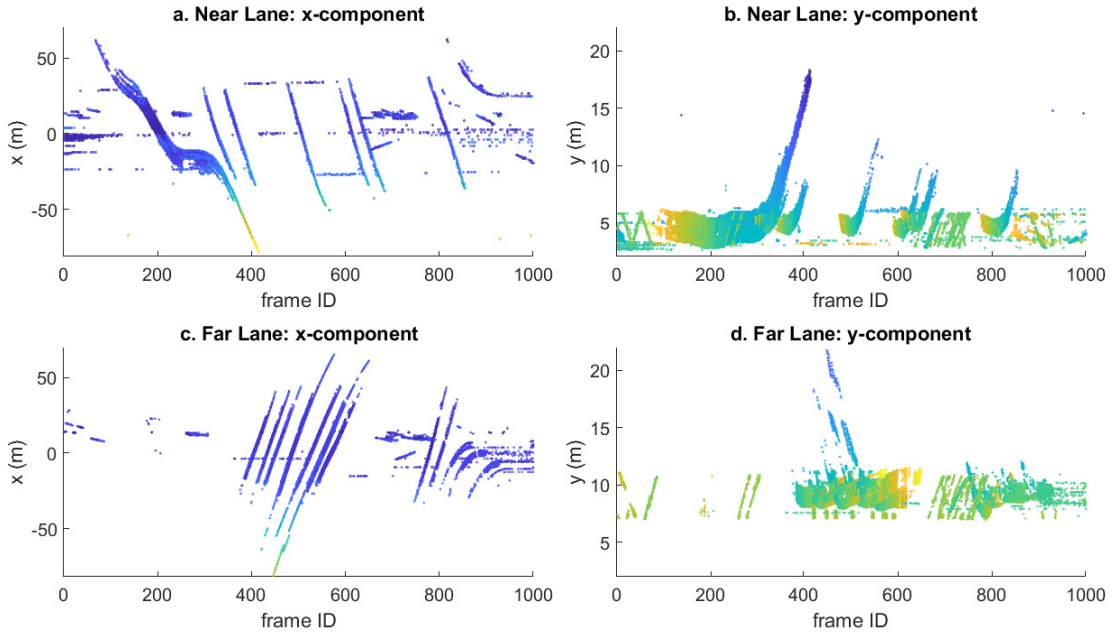 a. Near Lane: x-component
b. Near Lane: y-component
x (m)
50
0
-50
0 200 400 600 800 1000
frame ID
y (m)
20
15
10
5
0 200 400 600 800 1000
frame ID
c. Far Lane: x-component
d. Far Lane: y-component
x (m)
50
0
-50
0 200 400 600 800 1000
frame ID
y (m)
20
15
10
5
0 200 400 600 800 1000
frame ID